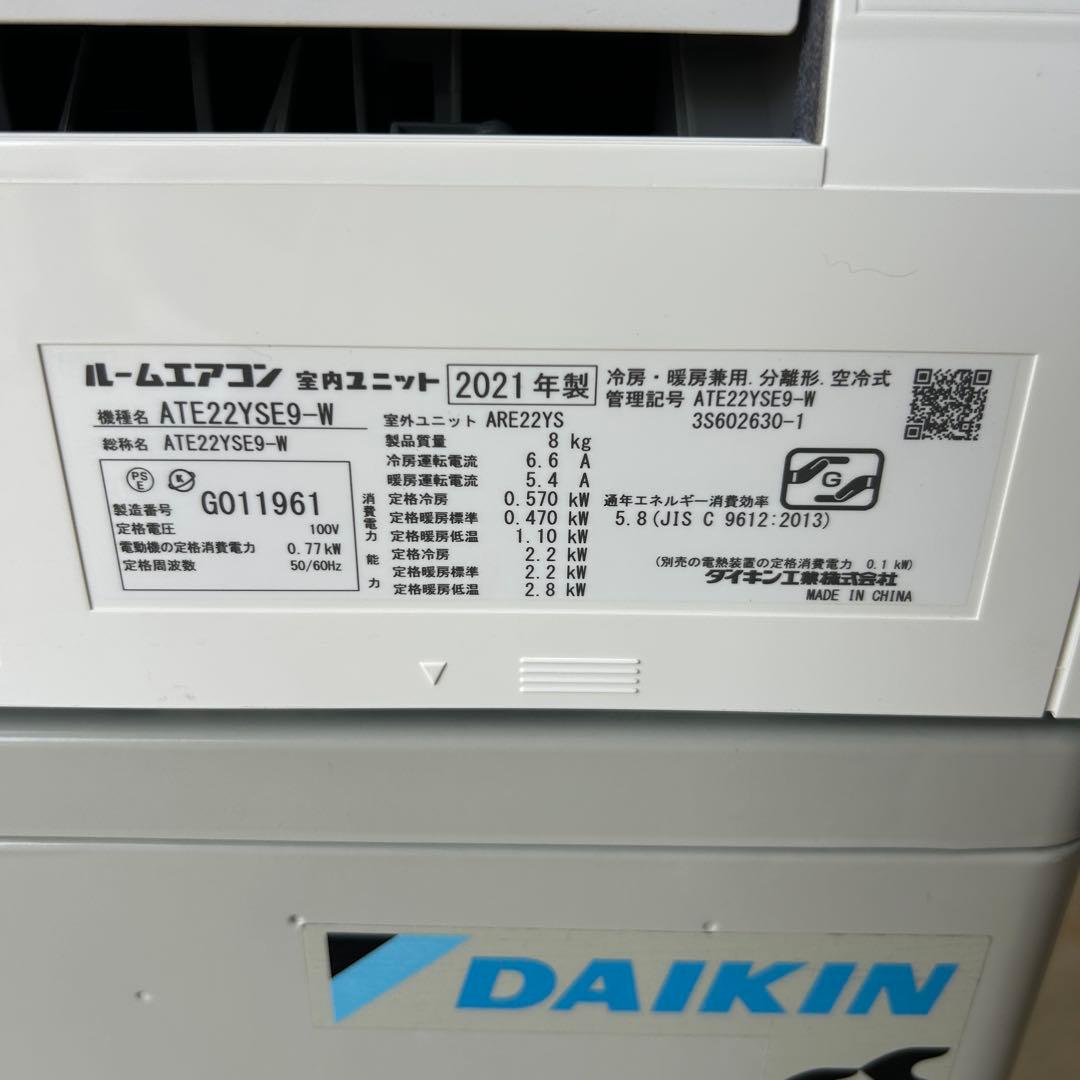 ルームエアコン 室内ユニット 2021年製
機種名 ATE22YSE9-W
総称名 ATE22YSE9-W
PS
E
製造番号 G011961
定格電圧 100V
電動機の定格消費電力 0.77kW
定格周波数 50/60Hz
室外ユニット ARE22YS
製品質量 8 kg
冷房運転電流 6.6 A
暖房運転電流 5.4 A
消費電力
定格冷房 0.570 kW
定格暖房標準 0.470 kW
定格暖房低温 1.10 kW
能力
定格冷房 2.2 kW
定格暖房標準 2.2 kW
定格暖房低温 2.8 kW
冷房・暖房兼用.分離形.空冷式
管理記号 ATE22YSE9-W
3S602630-1
G
通年エネルギー消費効率
5.8(JIS C 9612:2013)
(別売の電熱装置の定格消費電力 0.1 kW)
ダイキン工業株式会社
MADE IN CHINA
DAIKIN